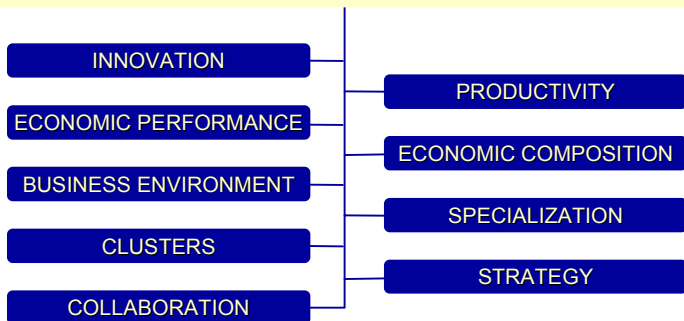 INNOVATION
PRODUCTIVITY
ECONOMIC PERFORMANCE
ECONOMIC COMPOSITION
BUSINESS ENVIRONMENT
SPECIALIZATION
CLUSTERS
STRATEGY
COLLABORATION